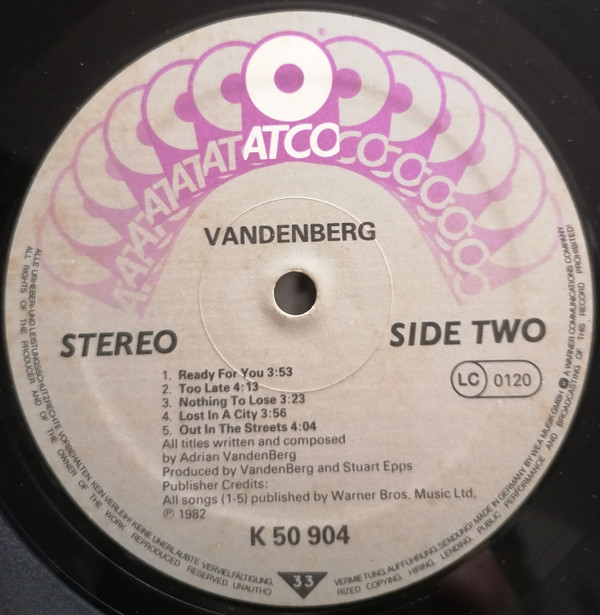 ®
ATATATATATCOCOCOCOCO
VANDENBERG
STEREO
SIDE TWO
LC 0120
1. Ready For You 3:53
2. Too Late 4:13
3. Nothing To Lose 3:23
4. Lost In A City 3:56
5. Out In The Streets 4:04
All titles written and composed
by Adrian VandenBerg
Produced by VandenBerg and Stuart Epps
Publisher Credits:
All songs (1-5) published by Warner Bros. Music Ltd.
℗ 1982
K 50 904
33
ALLE URHEBER- UND LEISTUNGSSCHUTZRECHTE VORBEHALTEN. KEIN VERLEIH! KEINE UNERLAUBTE VERVIELFÄLTIGUNG,
VERMIETUNG, AUFFÜHRUNG, SENDUNG! MADE IN GERMANY BY WEA MUSIK GMBH A WARNER COMMUNICATIONS COMPANY
ALL RIGHTS OF THE PRODUCER AND OF THE OWNER OF THE WORK REPRODUCED RESERVED. UNAUTHO
RIZED COPYING, HIRING, LENDING, PUBLIC PERFORMANCE AND BROADCASTING OF THIS RECORD PROHIBITED!